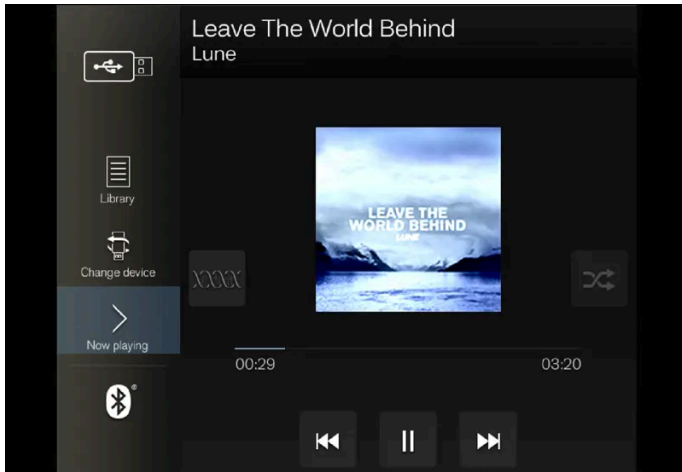 Leave The World Behind
Lune
Library
Change device
Now playing
LEAVE THE
WORLD BEHIND
LUNE
00:29
03:20